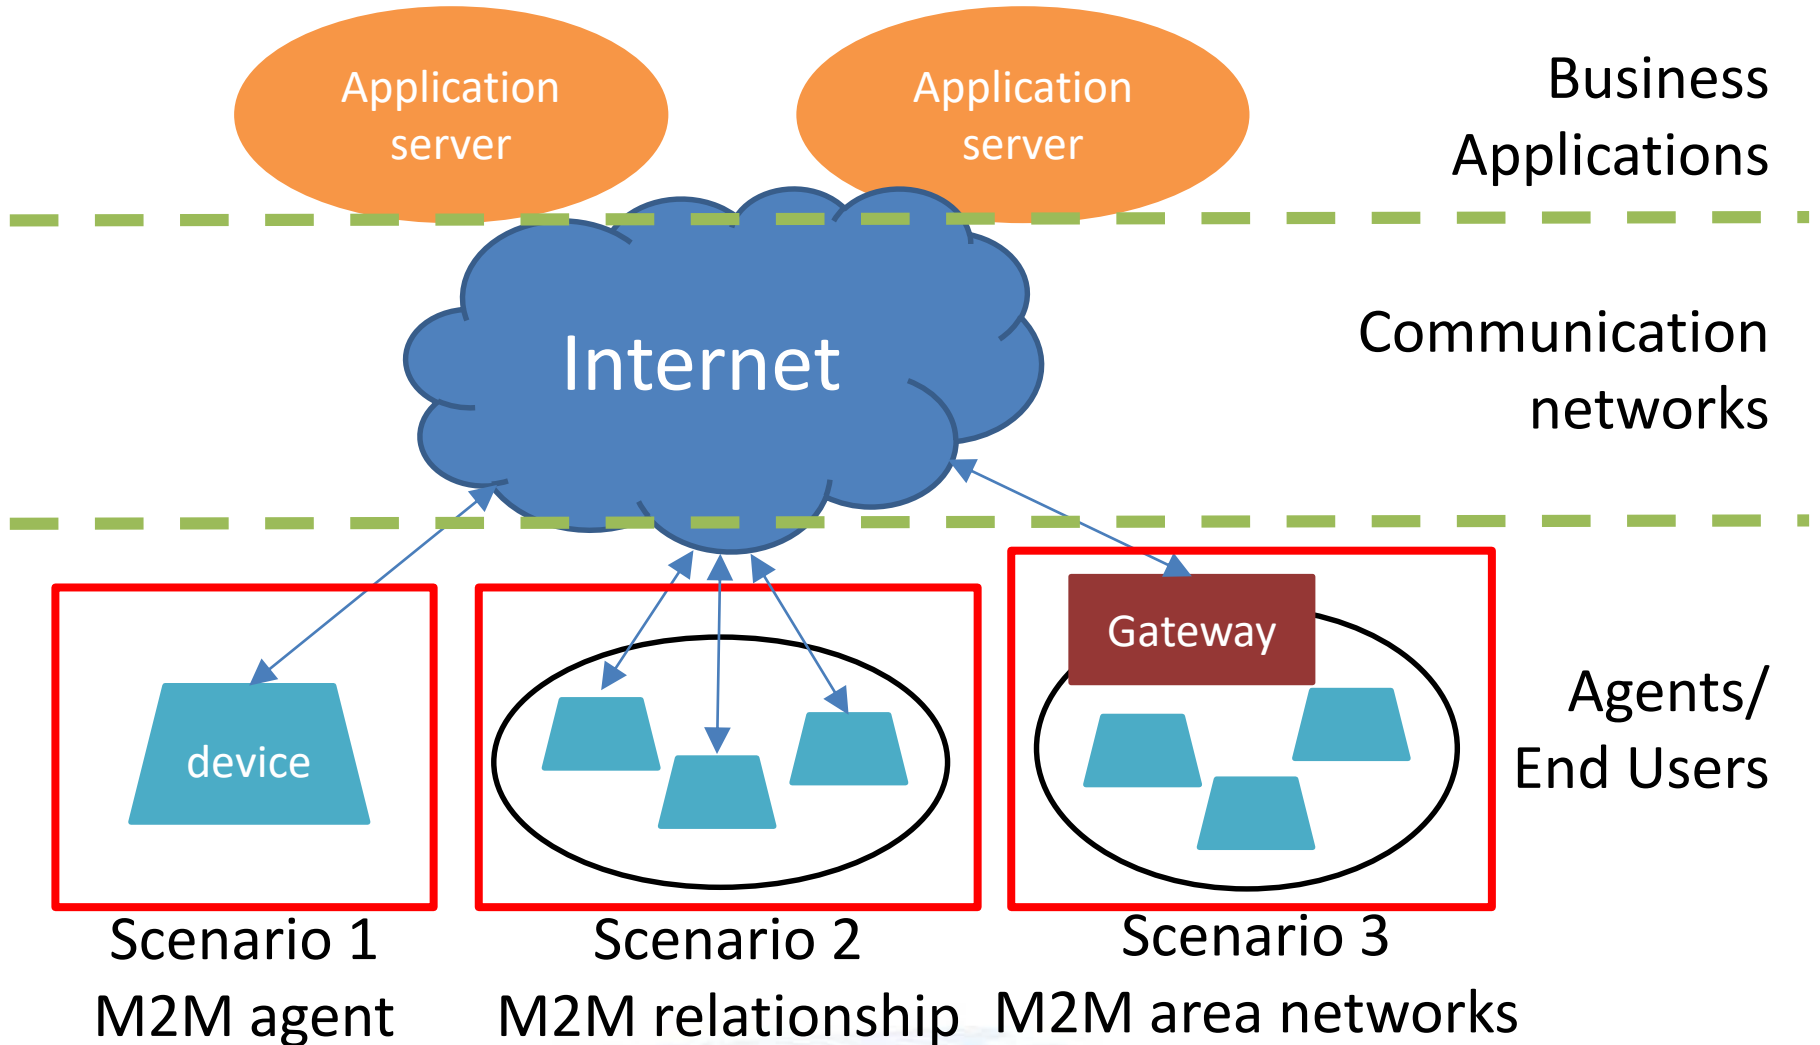 Application
server
Application
server
Business
Applications
Internet
Communication
networks
device
Gateway
Agents/
End Users
Scenario 1
M2M agent
Scenario 2
M2M relationship
Scenario 3
M2M area networks